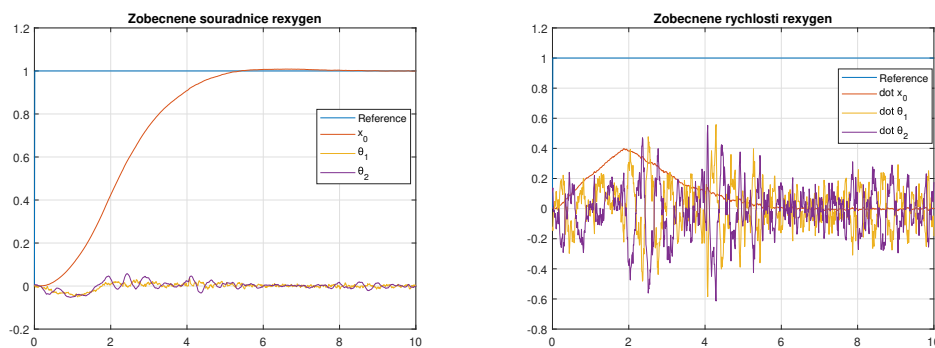 Zobecnene souradnice rexygen
1.2
1
0.8
0.6
0.4
0.2
0
-0.2
0 2 4 6 8 10
Reference
x0
θ1
θ2
Zobecnene rychlosti rexygen
1.2
1
0.8
0.6
0.4
0.2
0
-0.2
-0.4
-0.6
-0.8
0 2 4 6 8 10
Reference
dot x0
dot θ1
dot θ2